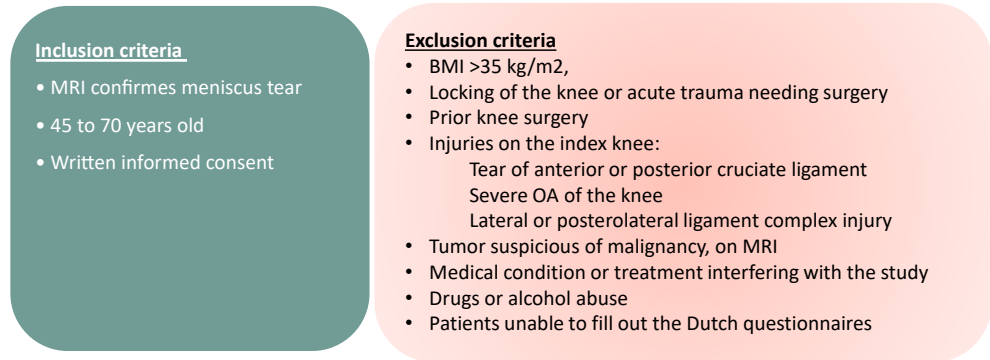 Inclusion criteria
• MRI confirmes meniscus tear
• 45 to 70 years old
• Written informed consent
Exclusion criteria
• BMI >35 kg/m2,
• Locking of the knee or acute trauma needing surgery
• Prior knee surgery
• Injuries on the index knee:
Tear of anterior or posterior cruciate ligament
Severe OA of the knee
Lateral or posterolateral ligament complex injury
• Tumor suspicious of malignancy, on MRI
• Medical condition or treatment interfering with the study
• Drugs or alcohol abuse
• Patients unable to fill out the Dutch questionnaires